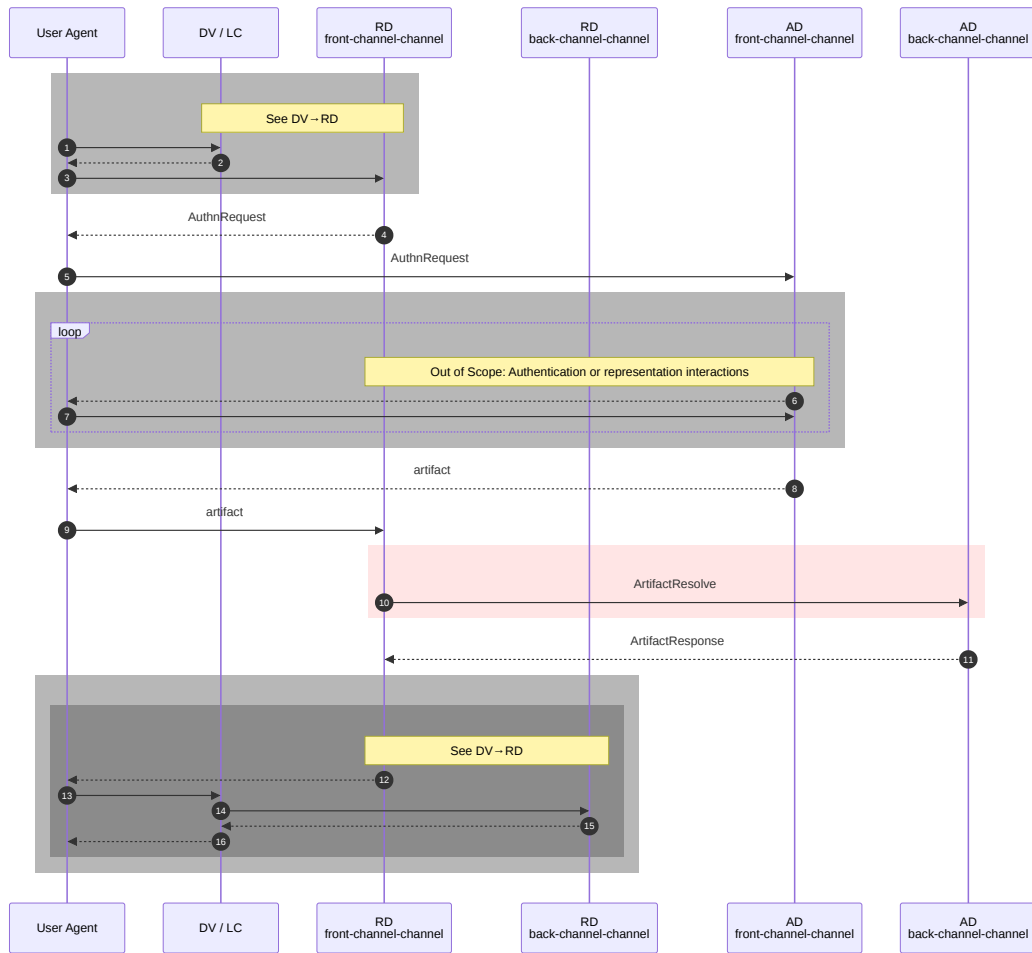 User Agent
DV / LC
RD
front-channel-channel
RD
back-channel-channel
AD
front-channel-channel
AD
back-channel-channel
See DV→RD
1
2
3
AuthnRequest
4
AuthnRequest
5
loop
Out of Scope: Authentication or representation interactions
6
7
artifact
8
artifact
9
ArtifactResolve
10
ArtifactResponse
11
See DV→RD
12
13
14
15
16
User Agent
DV / LC
RD
front-channel-channel
RD
back-channel-channel
AD
front-channel-channel
AD
back-channel-channel